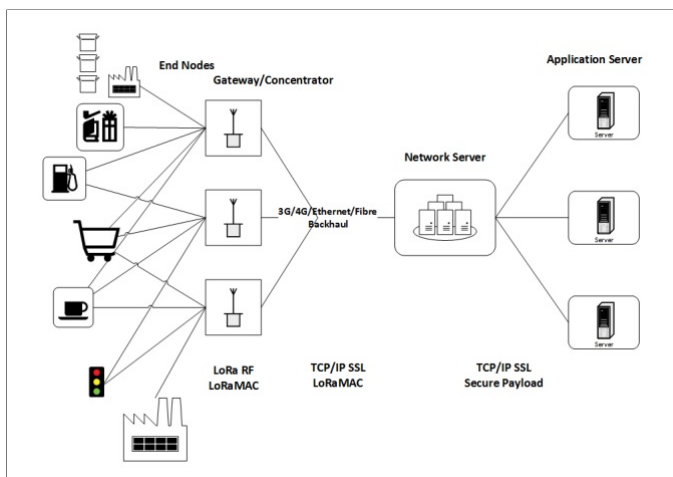 End Nodes
Application Server
Gateway/Concentrator
Server
Network Server
3G/4G/Ethernet/Fibre
Backhaul
Server
Server
LoRa RF
LoRaMAC
TCP/IP SSL
LoRaMAC
TCP/IP SSL
Secure Payload